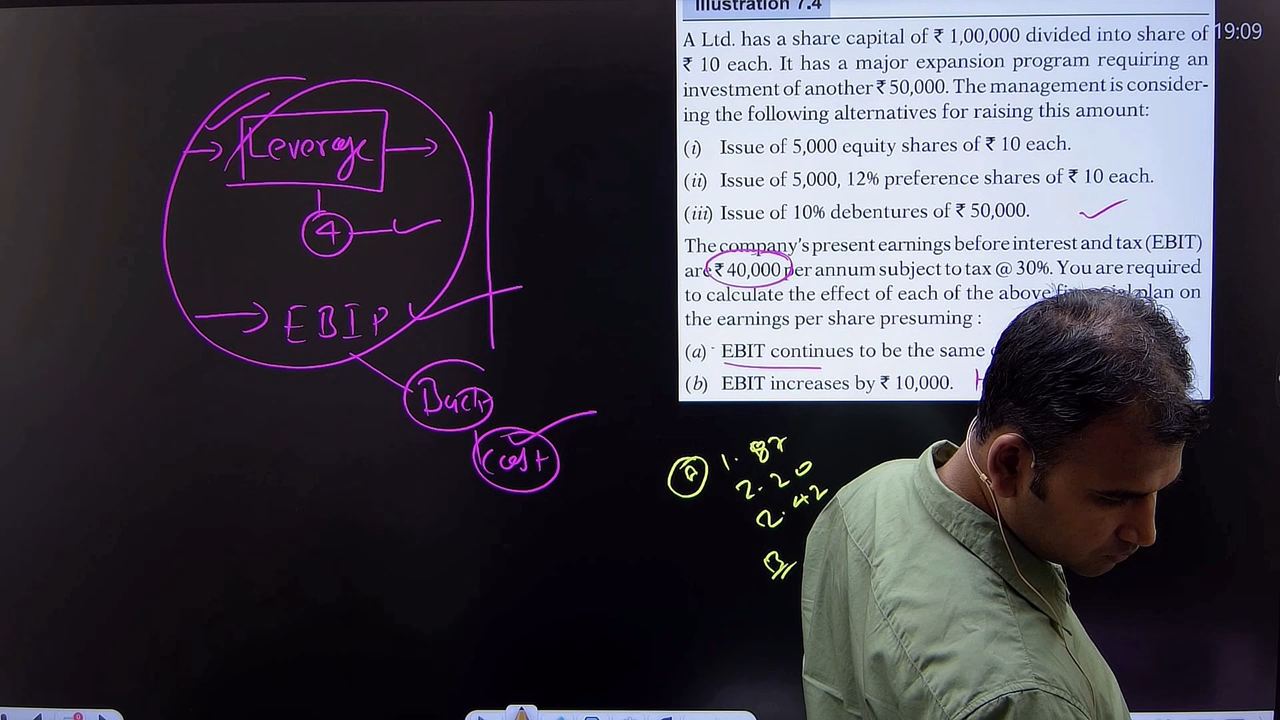 Illustration 7.4
A Ltd. has a share capital of ₹ 1,00,000 divided into share of
₹ 10 each. It has a major expansion program requiring an
investment of another ₹ 50,000. The management is consider-
ing the following alternatives for raising this amount:
(i) Issue of 5,000 equity shares of ₹ 10 each.
(ii) Issue of 5,000, 12% preference shares of ₹ 10 each.
(iii) Issue of 10% debentures of ₹ 50,000.
The company's present earnings before interest and tax (EBIT)
are ₹ 40,000 per annum subject to tax @ 30%. You are required
to calculate the effect of each of the above plan on
the earnings per share presuming :
(a) EBIT continues to be the same
(b) EBIT increases by ₹ 10,000.
19:09
Leverage
4
EBIP
Cost
1.87
2.20
2.42